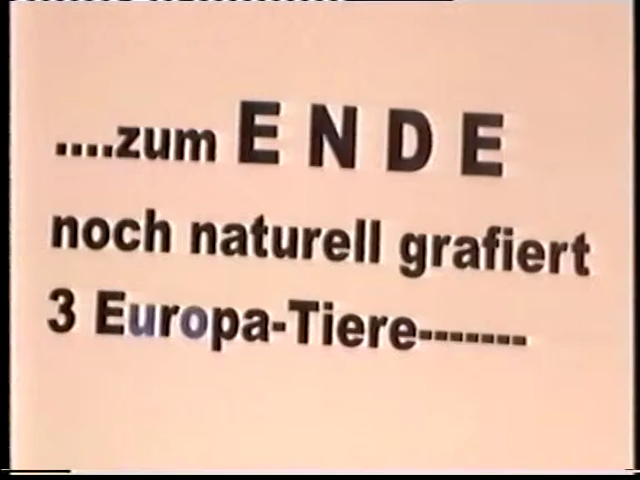 ....zum E N D E
noch naturell grafiert
3 Europa-Tiere-------